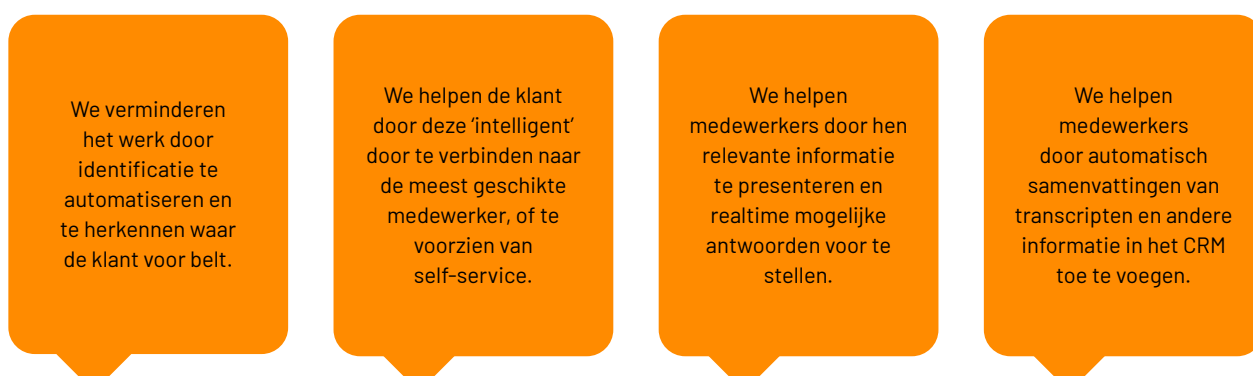 We verminderen
het werk door
identificatie te
automatiseren en
te herkennen waar
de klant voor belt.
We helpen de klant
door deze ‘intelligent’
door te verbinden naar
de meest geschikte
medewerker, of te
voorzien van
self-service.
We helpen
medewerkers door hen
relevante informatie
te presenteren en
realtime mogelijke
antwoorden voor te
stellen.
We helpen
medewerkers
door automatisch
samenvattingen van
transcripten en andere
informatie in het CRM
toe te voegen.